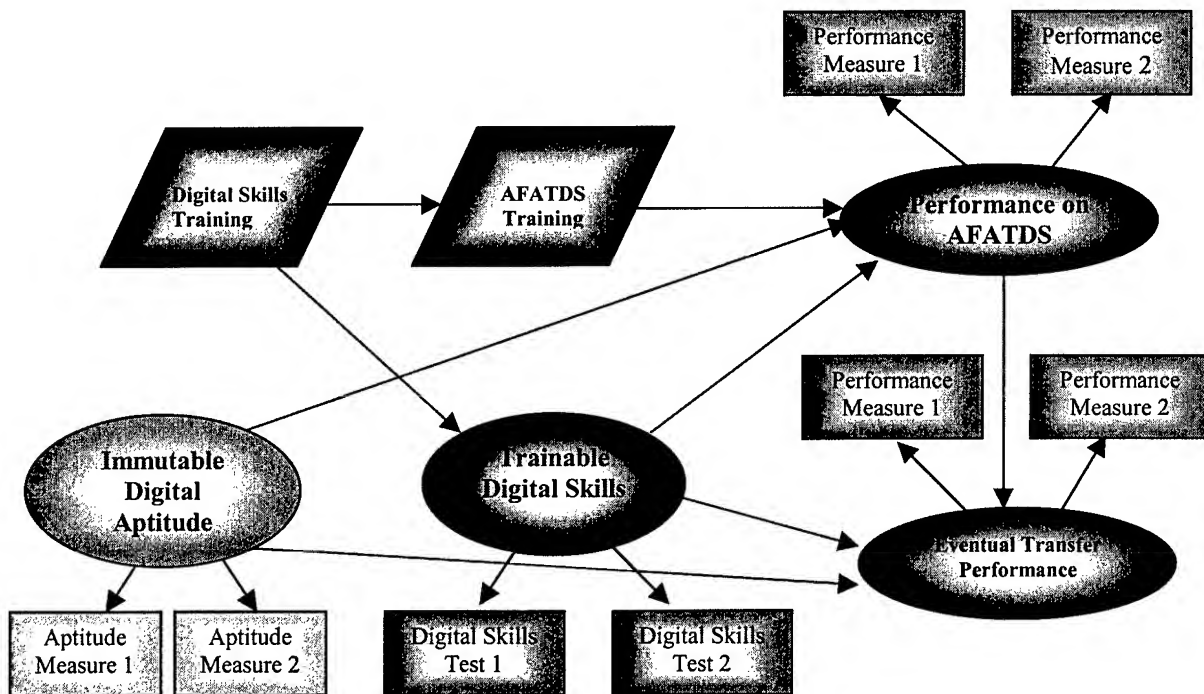 Performance
Measure 1
Performance
Measure 2
Digital Skills
Training
AFATDS
Training
Performance on
AFATDS
Performance
Measure 1
Performance
Measure 2
Immutable
Digital
Aptitude
Trainable
Digital Skills
Eventual Transfer
Performance
Aptitude
Measure 1
Aptitude
Measure 2
Digital Skills
Test 1
Digital Skills
Test 2